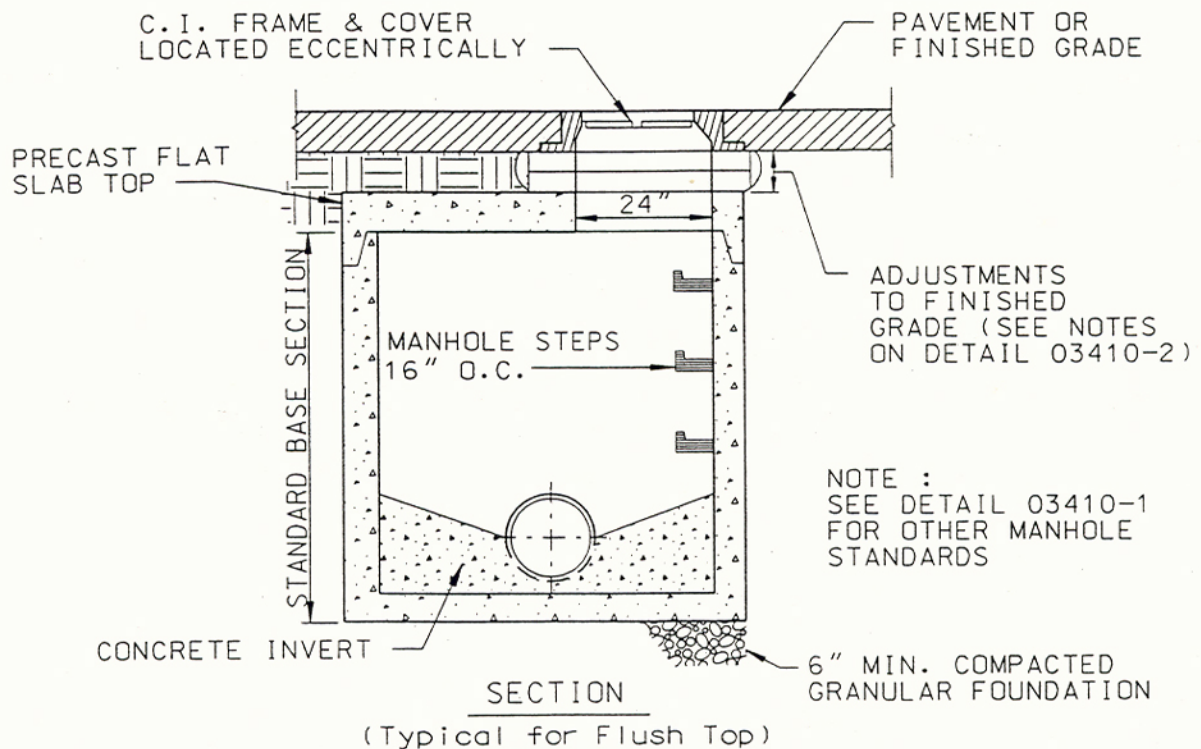 C.I. FRAME & COVER
LOCATED ECCENTRICALLY
PAVEMENT OR
FINISHED GRADE
PRECAST FLAT
SLAB TOP
24"
ADJUSTMENTS
TO FINISHED
GRADE (SEE NOTES
ON DETAIL 03410-2)
STANDARD BASE SECTION
MANHOLE STEPS
16" O.C.
NOTE :
SEE DETAIL 03410-1
FOR OTHER MANHOLE
STANDARDS
CONCRETE INVERT
6" MIN. COMPACTED
GRANULAR FOUNDATION
SECTION
(Typical for Flush Top)